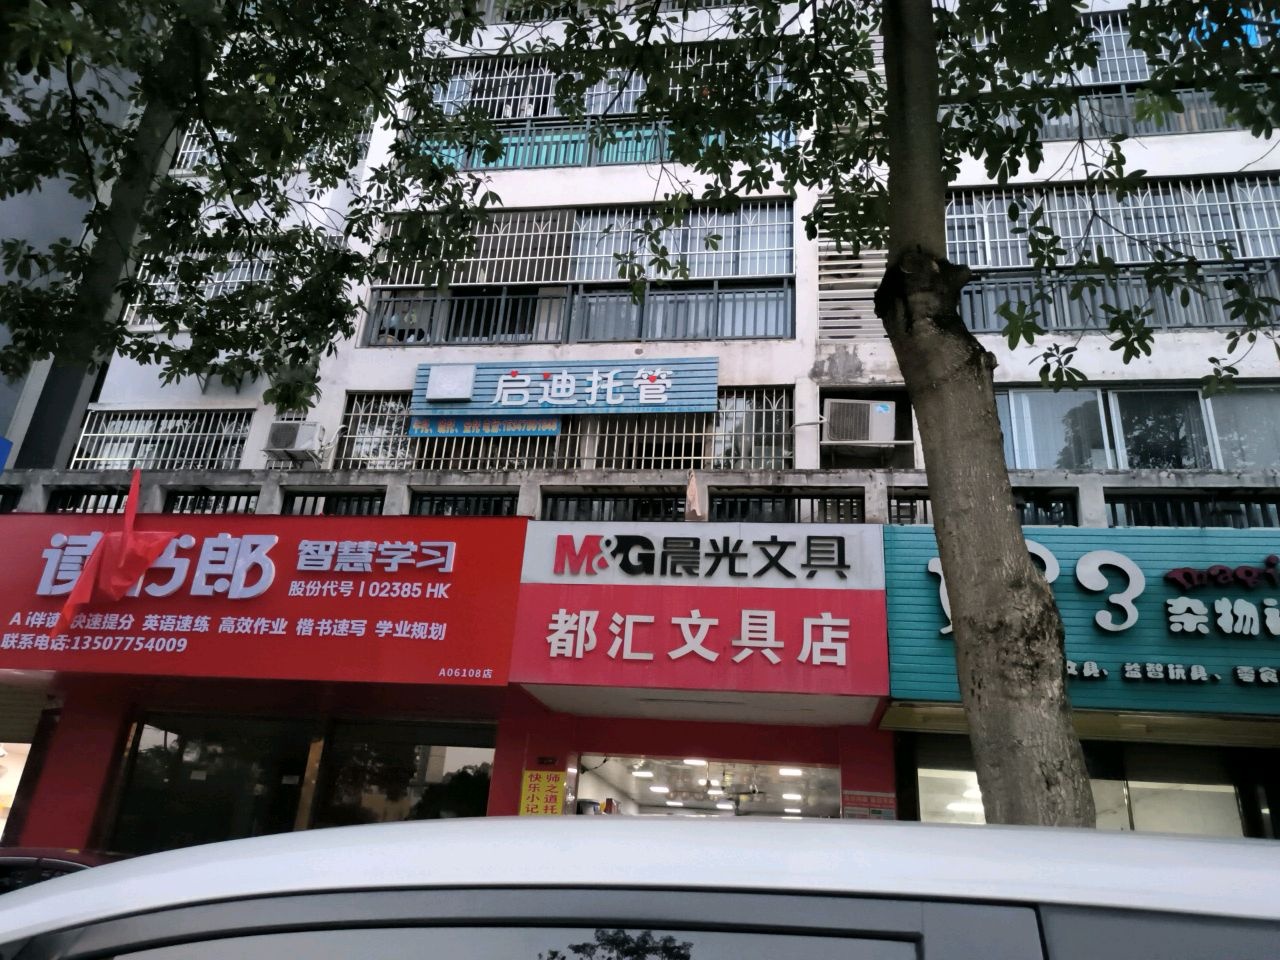 启迪托管
读书郎
智慧学习
股份代号 | 02385 HK
A i伴读 快速提分 英语速练 高效作业 楷书速写 学业规划
联系电话:13507754009
A06108店
M&G晨光文具
都汇文具店
3
杂物
文具、益智玩具、零食
师之道托
快乐小记